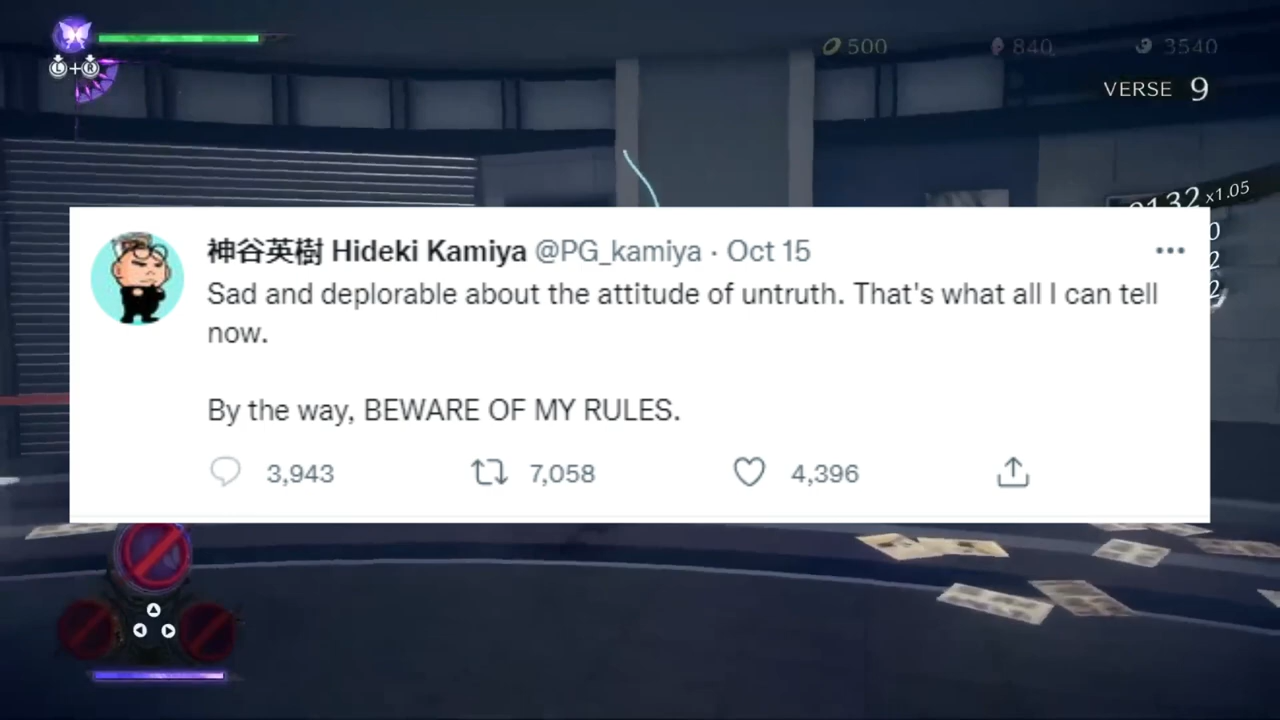 500 840 3540
L+R
VERSE 9
x1.05
神谷英樹 Hideki Kamiya @PG_kamiya · Oct 15
Sad and deplorable about the attitude of untruth. That's what all I can tell
now.
By the way, BEWARE OF MY RULES.
3,943 7,058 4,396